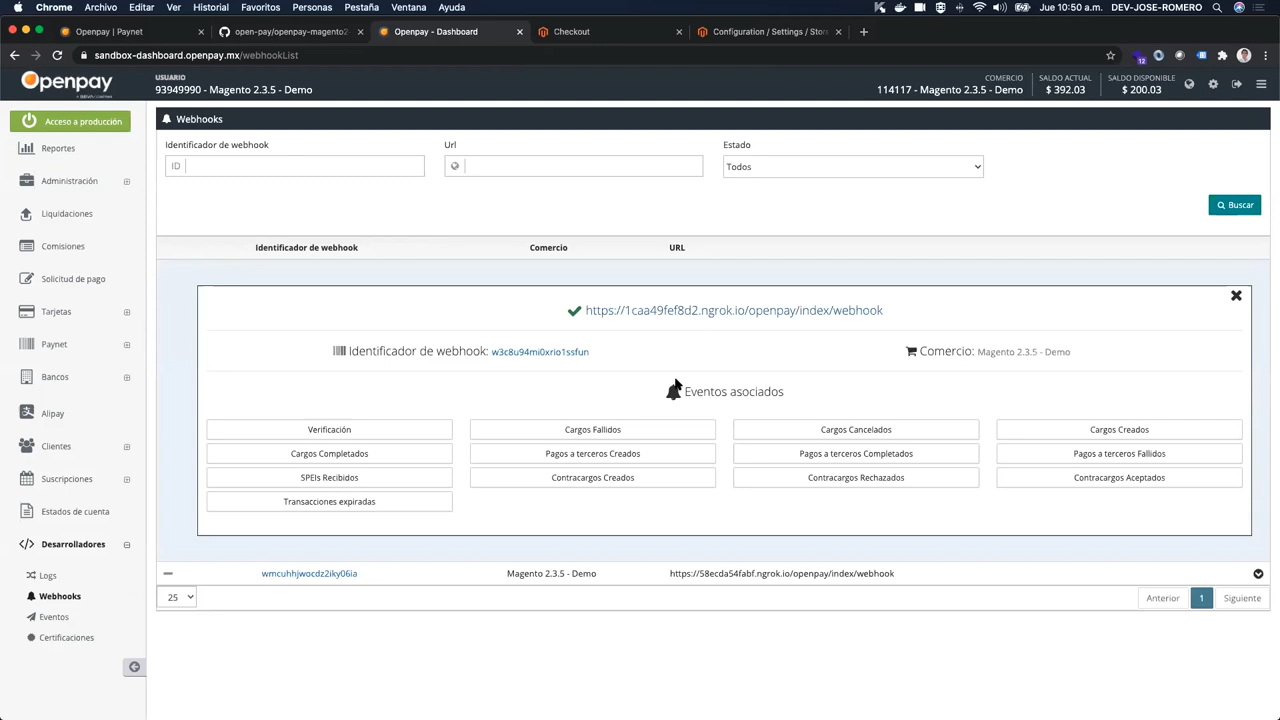 Chrome Archivo Editar Ver Historial Favoritos Personas Pestaña Ventana Ayuda Jue 10:50 a.m. DEV-JOSE-ROMERO
Openpay | Paynet open-pay/openpay-magento2- Openpay - Dashboard Checkout Configuration / Settings / Stor
sandbox-dashboard.openpay.mx/webhookList 12
Openpay
USUARIO
93949990 - Magento 2.3.5 - Demo
COMERCIO
114117 - Magento 2.3.5 - Demo
SALDO ACTUAL
$ 392.03
SALDO DISPONIBLE
$ 200.03
Acceso a producción
Reportes
Administración
Liquidaciones
Comisiones
Solicitud de pago
Tarjetas
Paynet
Bancos
Alipay
Clientes
Suscripciones
Estados de cuenta
Desarrolladores
Logs
Webhooks
Eventos
Certificaciones
Webhooks
Identificador de webhook Url Estado
ID Todos
Buscar
Identificador de webhook Comercio URL
https://1caa49fef8d2.ngrok.io/openpay/index/webhook
Identificador de webhook: w3c8u94mi0xrio1ssfun Comercio: Magento 2.3.5 - Demo
Eventos asociados
Verificación Cargos Fallidos Cargos Cancelados Cargos Creados
Cargos Completados Pagos a terceros Creados Pagos a terceros Completados Pagos a terceros Fallidos
SPEIs Recibidos Contracargos Creados Contracargos Rechazados Contracargos Aceptados
Transacciones expiradas
wmcuhhjwocdz2iky06ia Magento 2.3.5 - Demo https://58ecda54fabf.ngrok.io/openpay/index/webhook
25 Anterior 1 Siguiente